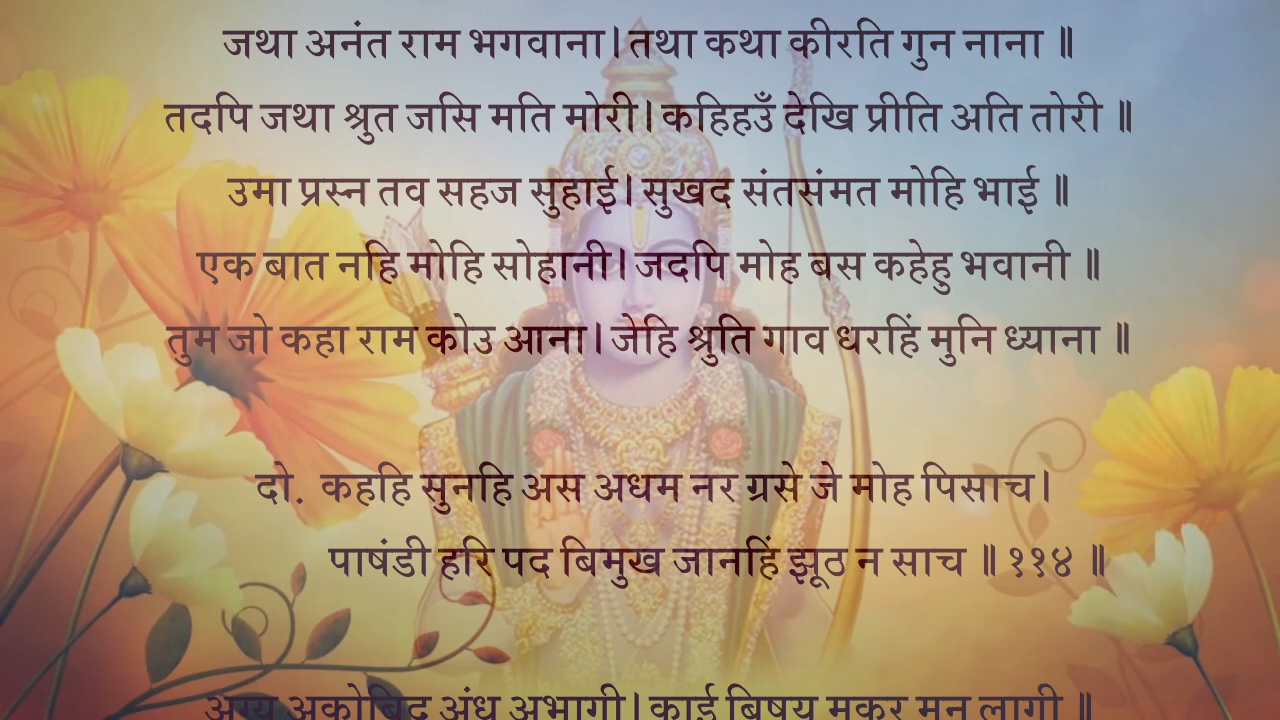 जथा अनंत राम भगवाना। तथा कथा कीरति गुन नाना ॥
तदपि जथा श्रुत जसि मति मोरी। कहिहउँ देखि प्रीति अति तोरी ॥
उमा प्रस्न तव सहज सुहाई। सुखद संतसंमत मोहि भाई ॥
एक बात नहि मोहि सोहानी। जदपि मोह बस कहेहु भवानी ॥
तुम जो कहा राम कोउ आना। जेहि श्रुति गाव धरहिं मुनि ध्याना ॥
दो. कहहि सुनहि अस अधम नर ग्रसे जे मोह पिसाच।
पाषंडी हरि पद बिमुख जानहिं झूठ न साच ॥ ११४ ॥
अग्य अकोबिद अंध अभागी। काई बिषय मुकर मन लागी ॥